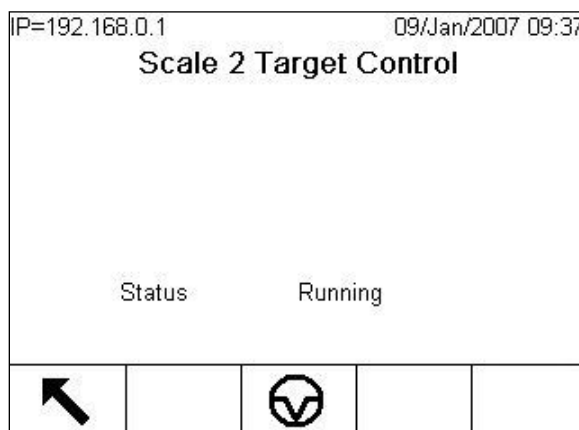 IP=192.168.0.1 09/Jan/2007 09:37
Scale 2 Target Control
Status Running